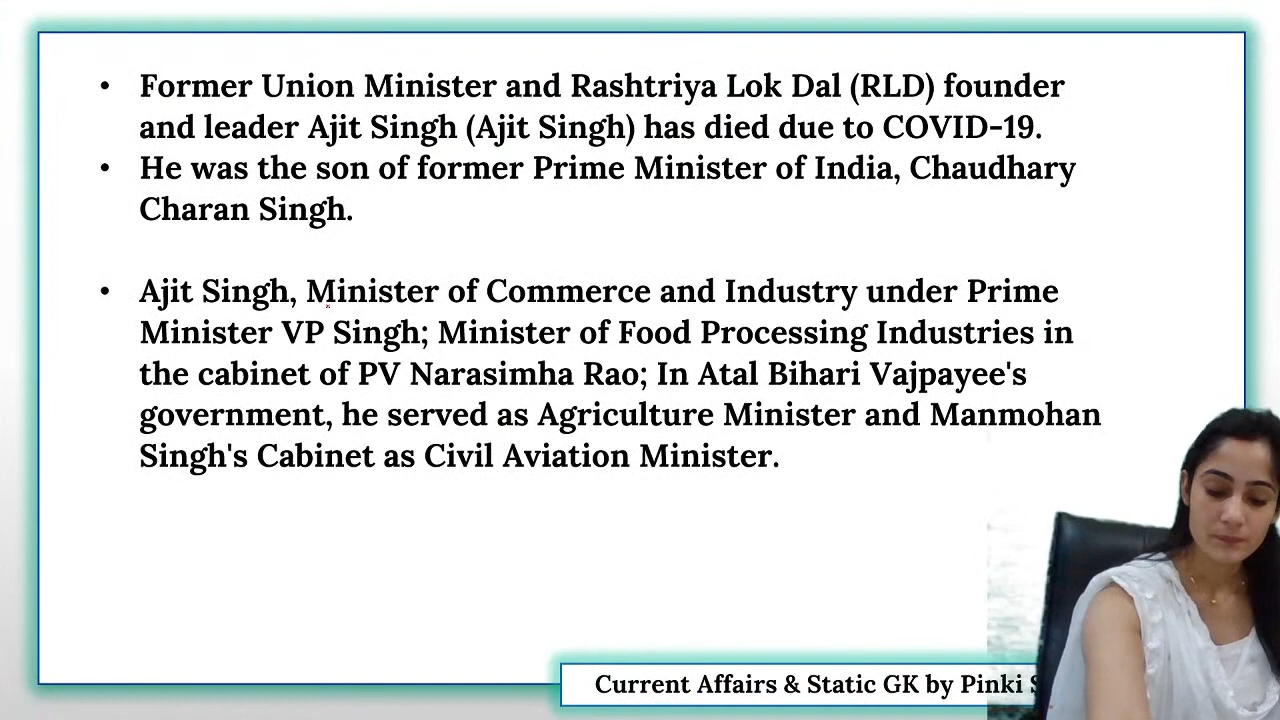 • Former Union Minister and Rashtriya Lok Dal (RLD) founder
and leader Ajit Singh (Ajit Singh) has died due to COVID-19.
• He was the son of former Prime Minister of India, Chaudhary
Charan Singh.
• Ajit Singh, Minister of Commerce and Industry under Prime
Minister VP Singh; Minister of Food Processing Industries in
the cabinet of PV Narasimha Rao; In Atal Bihari Vajpayee's
government, he served as Agriculture Minister and Manmohan
Singh's Cabinet as Civil Aviation Minister.
Current Affairs & Static GK by Pinki